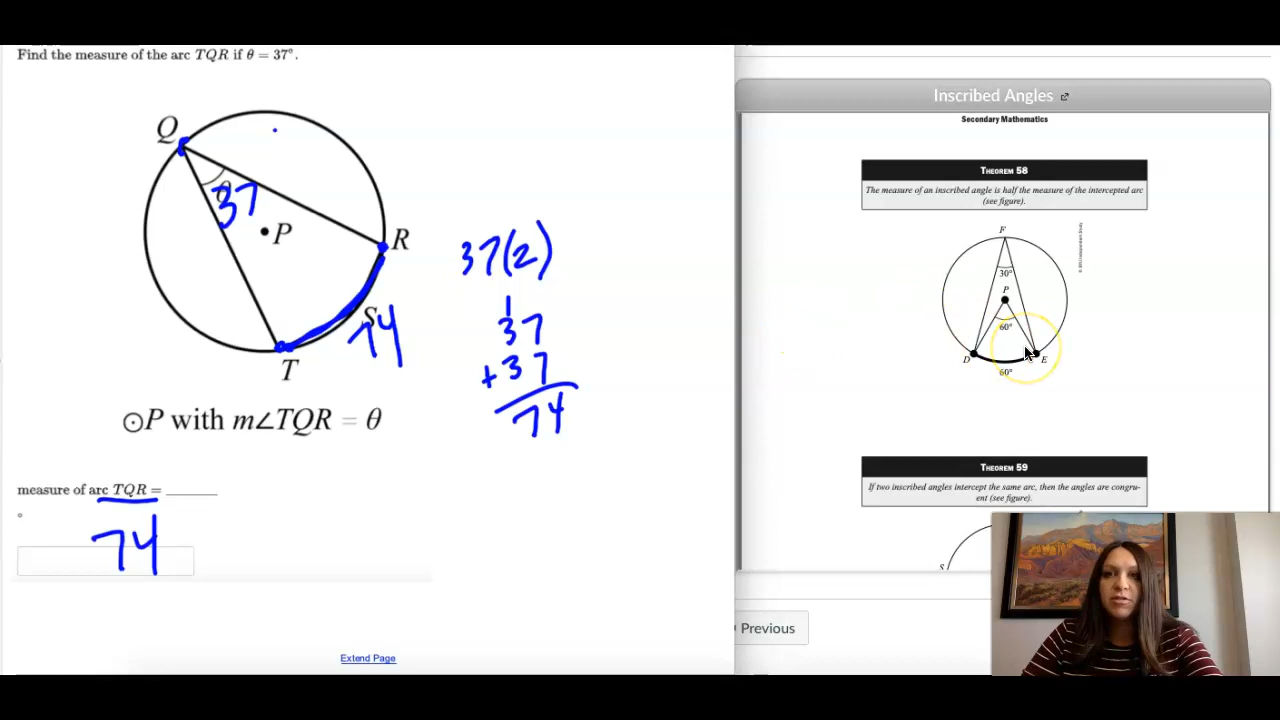 Find the measure of the arc TQR if θ = 37°.
Q
37
P
R
S
74
T
37(2)
1
37
+37
74
⊙P with m∠TQR = θ
measure of arc TQR = ______
°
74
Extend Page
Inscribed Angles
Secondary Mathematics
THEOREM 58
The measure of an inscribed angle is half the measure of the intercepted arc
(see figure).
F
30°
P
60°
D
E
60°
THEOREM 59
If two inscribed angles intercept the same arc, then the angles are congru-
ent (see figure).
S
Previous